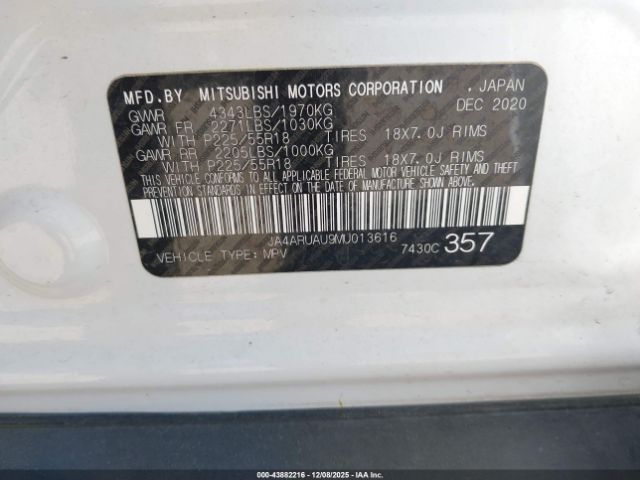 MFD.BY MITSUBISHI MOTORS CORPORATION , JAPAN
GVWR 4343LBS/1970KG DEC 2020
GAWR FR 2271LBS/1030KG
WITH P225/55R18 TIRES 18X7.0J RIMS
GAWR RR 2205LBS/1000KG
WITH P225/55R18 TIRES 18X7.0J RIMS
THIS VEHICLE CONFORMS TO ALL APPLICABLE FEDERAL MOTOR VEHICLE SAFETY AND THEFT
PREVENTION STANDARDS IN EFFECT ON THE DATE OF MANUFACTURE SHOWN ABOVE.
JA4ARUAU9MU013616
VEHICLE TYPE: MPV 7430C 357
000-43882216 - 12/08/2025 - IAAI.COM